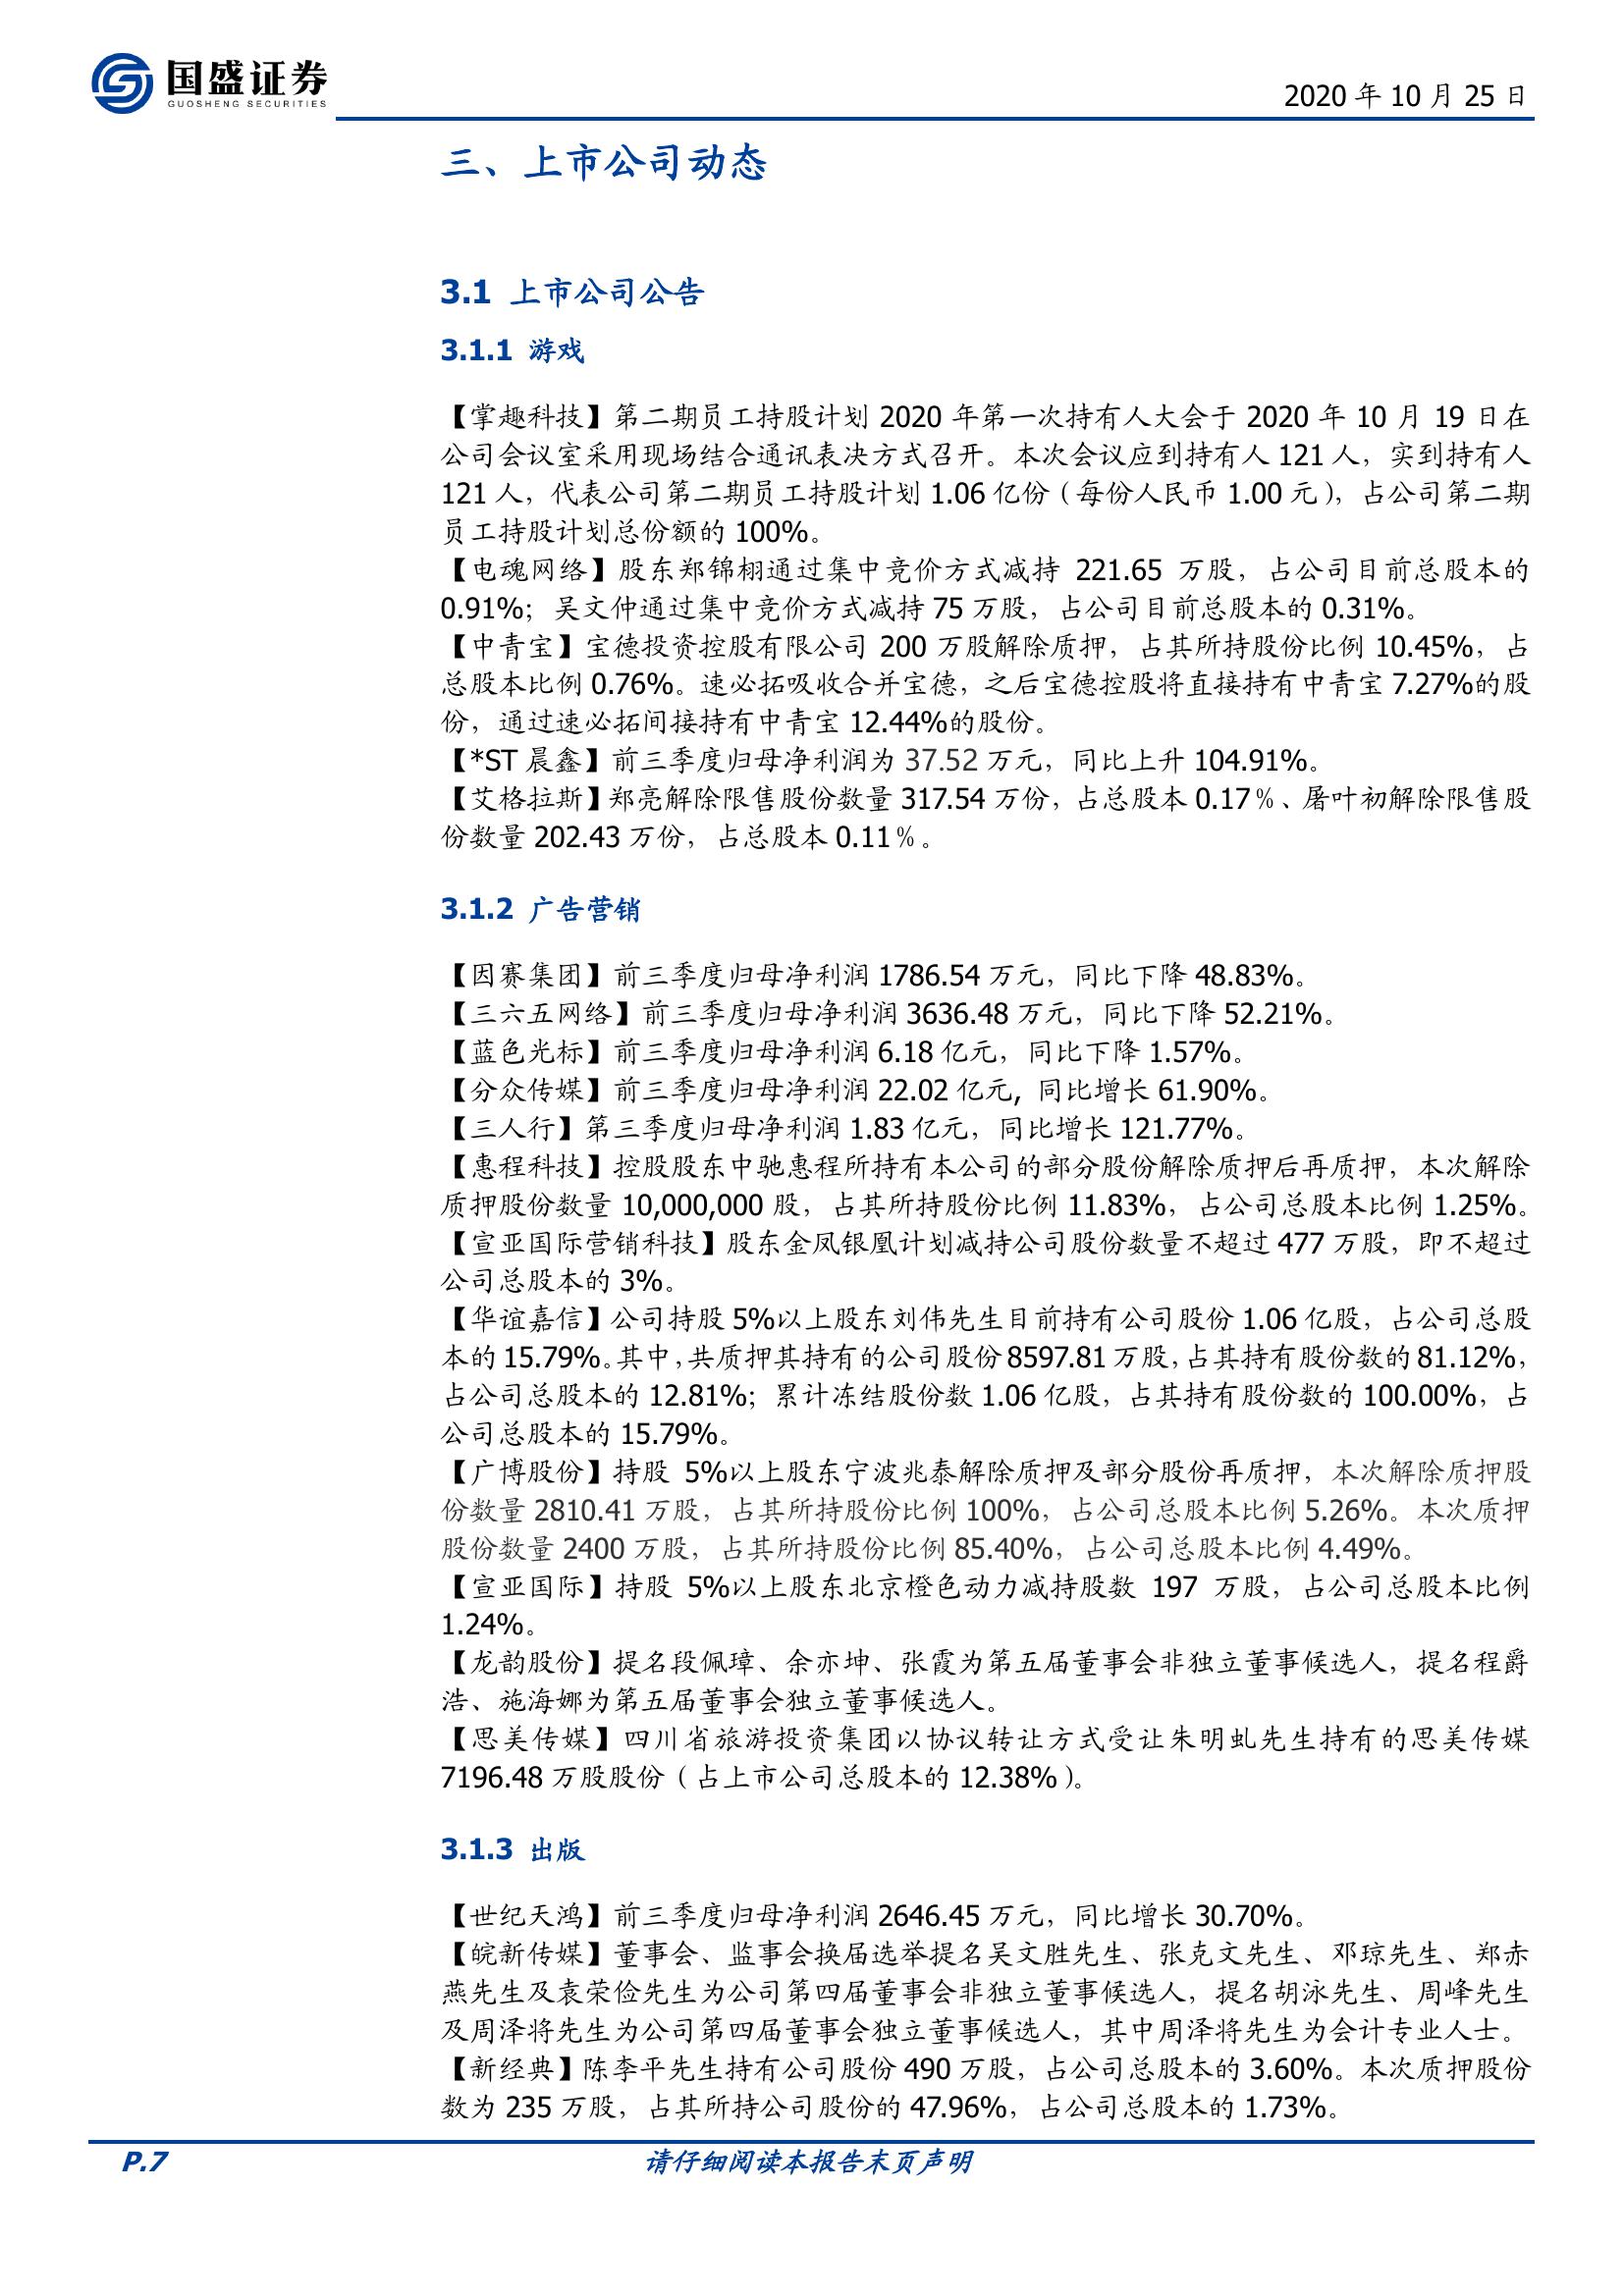 国盛证券
GUOSHENG SECURITIES
2020 年 10 月 25 日
三、上市公司动态
3.1 上市公司公告
3.1.1 游戏
【掌趣科技】第二期员工持股计划 2020 年第一次持有人大会于 2020 年 10 月 19 日在
公司会议室采用现场结合通讯表决方式召开。本次会议应到持有人 121 人，实到持有人
121 人，代表公司第二期员工持股计划 1.06 亿份（每份人民币 1.00 元），占公司第二期
员工持股计划总份额的 100%。
【电魂网络】股东郑锦栩通过集中竞价方式减持 221.65 万股，占公司目前总股本的
0.91%；吴文仲通过集中竞价方式减持 75 万股，占公司目前总股本的 0.31%。
【中青宝】宝德投资控股有限公司 200 万股解除质押，占其所持股份比例 10.45%，占
总股本比例 0.76%。速必拓吸收合并宝德，之后宝德控股将直接持有中青宝 7.27%的股
份，通过速必拓间接持有中青宝 12.44%的股份。
【*ST 晨鑫】前三季度归母净利润为 37.52 万元，同比上升 104.91%。
【艾格拉斯】郑亮解除限售股份数量 317.54 万份，占总股本 0.17％、屠叶初解除限售股
份数量 202.43 万份，占总股本 0.11％。
3.1.2 广告营销
【因赛集团】前三季度归母净利润 1786.54 万元，同比下降 48.83%。
【三六五网络】前三季度归母净利润 3636.48 万元，同比下降 52.21%。
【蓝色光标】前三季度归母净利润 6.18 亿元，同比下降 1.57%。
【分众传媒】前三季度归母净利润 22.02 亿元, 同比增长 61.90%。
【三人行】第三季度归母净利润 1.83 亿元，同比增长 121.77%。
【惠程科技】控股股东中驰惠程所持有本公司的部分股份解除质押后再质押，本次解除
质押股份数量 10,000,000 股，占其所持股份比例 11.83%，占公司总股本比例 1.25%。
【宣亚国际营销科技】股东金凤银凰计划减持公司股份数量不超过 477 万股，即不超过
公司总股本的 3%。
【华谊嘉信】公司持股 5%以上股东刘伟先生目前持有公司股份 1.06 亿股，占公司总股
本的 15.79%。其中，共质押其持有的公司股份 8597.81 万股，占其持有股份数的 81.12%，
占公司总股本的 12.81%；累计冻结股份数 1.06 亿股，占其持有股份数的 100.00%，占
公司总股本的 15.79%。
【广博股份】持股 5%以上股东宁波兆泰解除质押及部分股份再质押，本次解除质押股
份数量 2810.41 万股，占其所持股份比例 100%，占公司总股本比例 5.26%。本次质押
股份数量 2400 万股，占其所持股份比例 85.40%，占公司总股本比例 4.49%。
【宣亚国际】持股 5%以上股东北京橙色动力减持股数 197 万股，占公司总股本比例
1.24%。
【龙韵股份】提名段佩璋、余亦坤、张霞为第五届董事会非独立董事候选人，提名程爵
浩、施海娜为第五届董事会独立董事候选人。
【思美传媒】四川省旅游投资集团以协议转让方式受让朱明虬先生持有的思美传媒
7196.48 万股股份（占上市公司总股本的 12.38%）。
3.1.3 出版
【世纪天鸿】前三季度归母净利润 2646.45 万元，同比增长 30.70%。
【皖新传媒】董事会、监事会换届选举提名吴文胜先生、张克文先生、邓琼先生、郑赤
燕先生及袁荣俭先生为公司第四届董事会非独立董事候选人，提名胡泳先生、周峰先生
及周泽将先生为公司第四届董事会独立董事候选人，其中周泽将先生为会计专业人士。
【新经典】陈李平先生持有公司股份 490 万股，占公司总股本的 3.60%。本次质押股份
数为 235 万股，占其所持公司股份的 47.96%，占公司总股本的 1.73%。
P.7
请仔细阅读本报告末页声明